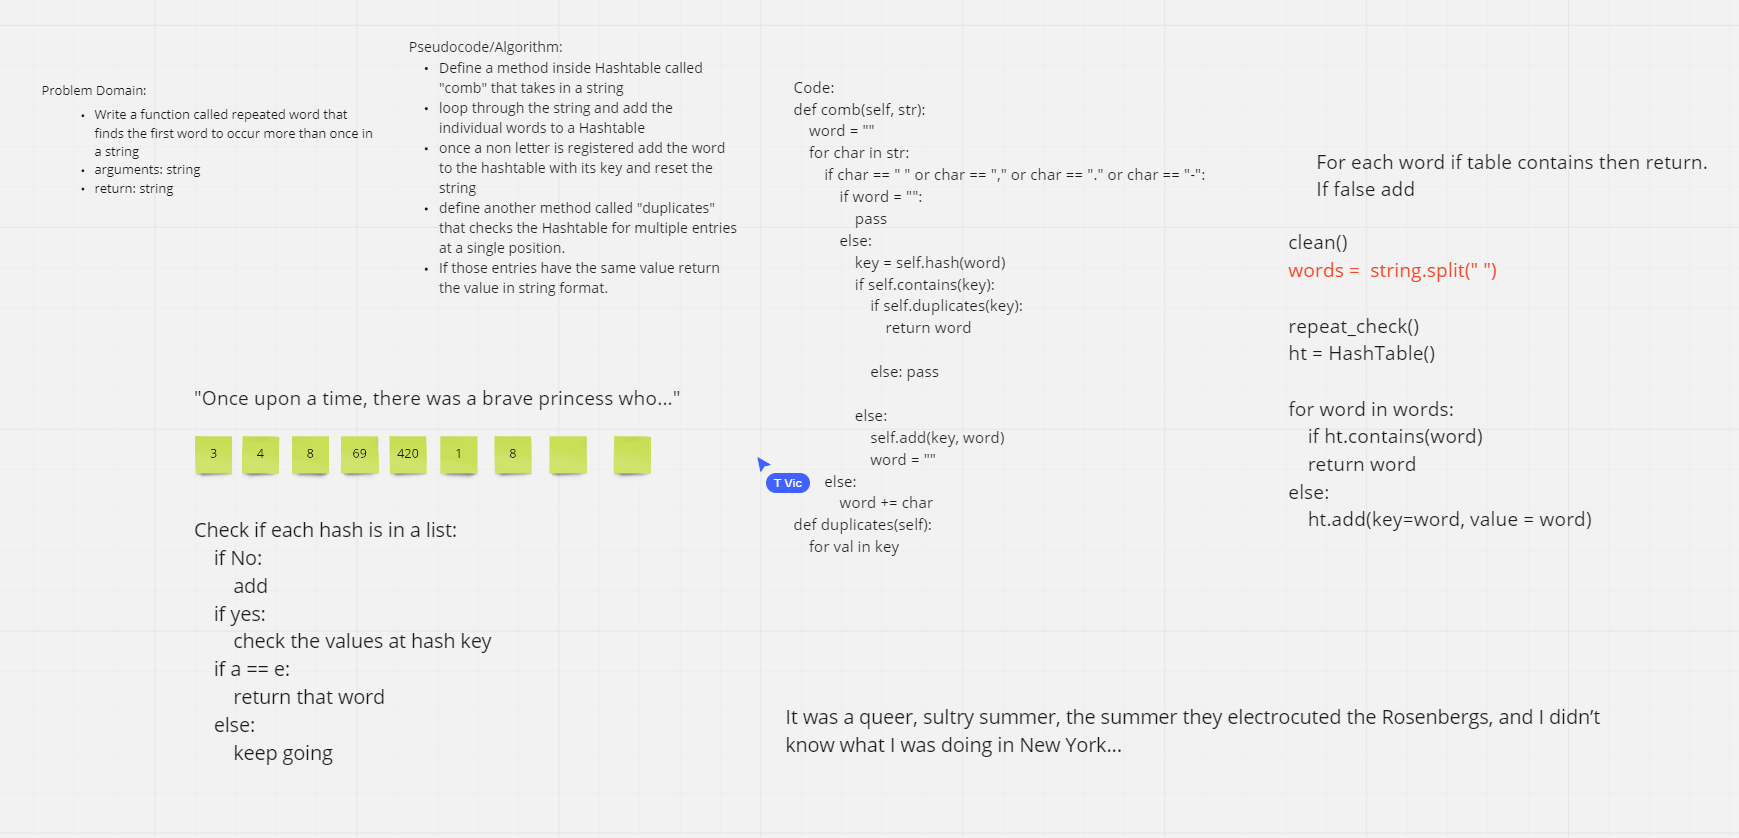 Problem Domain:
• Write a function called repeated word that
finds the first word to occur more than once in
a string
• arguments: string
• return: string
Pseudocode/Algorithm:
• Define a method inside Hashtable called
"comb" that takes in a string
• loop through the string and add the
individual words to a Hashtable
• once a non letter is registered add the word
to the hashtable with its key and reset the
string
• define another method called "duplicates"
that checks the Hashtable for multiple entries
at a single position.
• If those entries have the same value return
the value in string format.
"Once upon a time, there was a brave princess who..."
3 4 8 69 420 1 8
Check if each hash is in a list:
if No:
add
if yes:
check the values at hash key
if a == e:
return that word
else:
keep going
Code:
def comb(self, str):
word = ""
for char in str:
if char == " " or char == "," or char == "." or char == "-":
if word = "":
pass
else:
key = self.hash(word)
if self.contains(key):
if self.duplicates(key):
return word
else: pass
else:
self.add(key, word)
word = ""
else:
word += char
def duplicates(self):
for val in key
T Vic
For each word if table contains then return.
If false add
clean()
words =  string.split(" ")
repeat_check()
ht = HashTable()
for word in words:
if ht.contains(word)
return word
else:
ht.add(key=word, value = word)
It was a queer, sultry summer, the summer they electrocuted the Rosenbergs, and I didn’t
know what I was doing in New York...